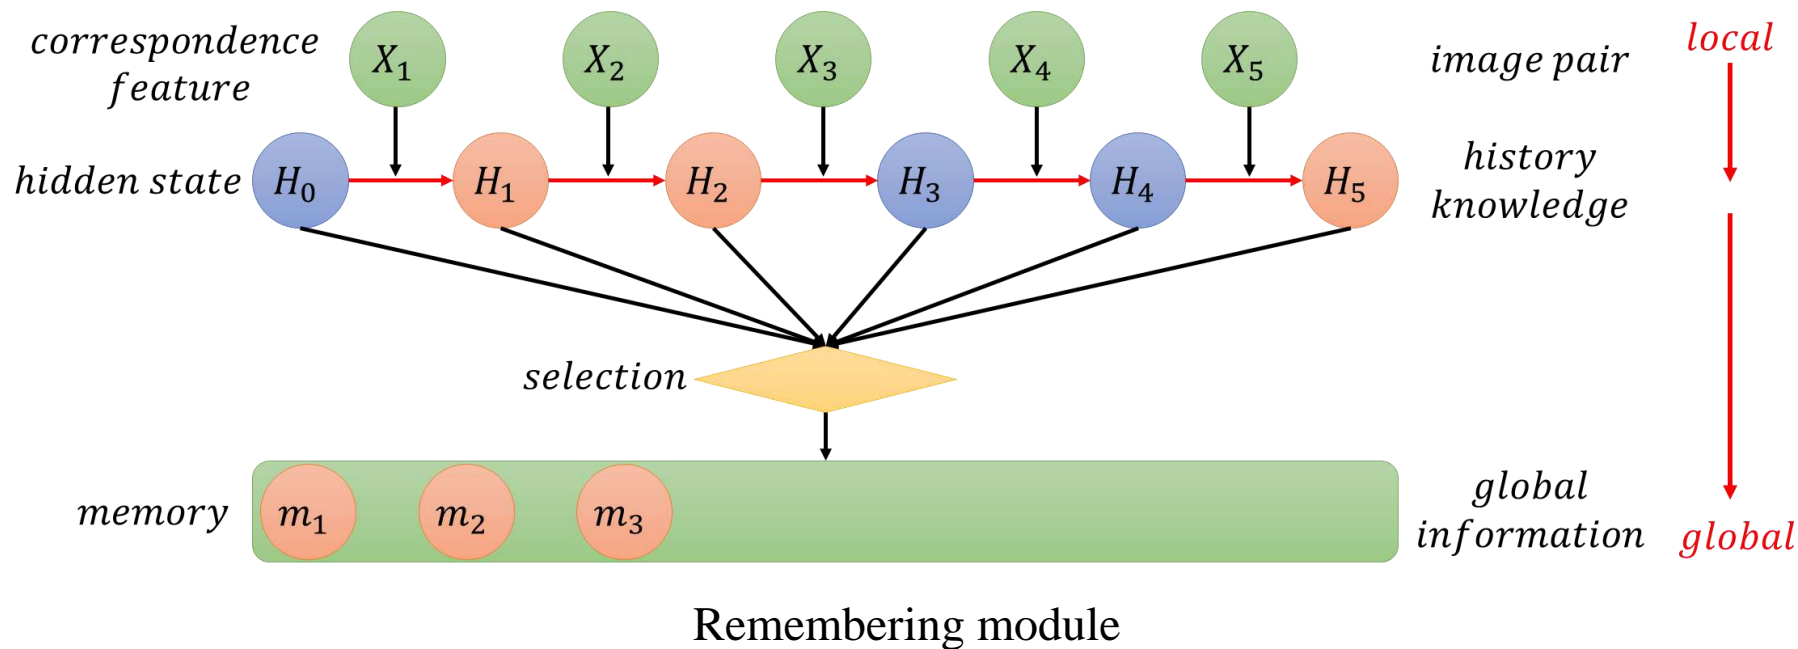 correspondence
feature
X₁
X₂
X₃
X₄
X₅
image pair
local
hidden state
H₀
H₁
H₂
H₃
H₄
H₅
history
knowledge
selection
memory
m₁
m₂
m₃
global
information
global
Remembering module